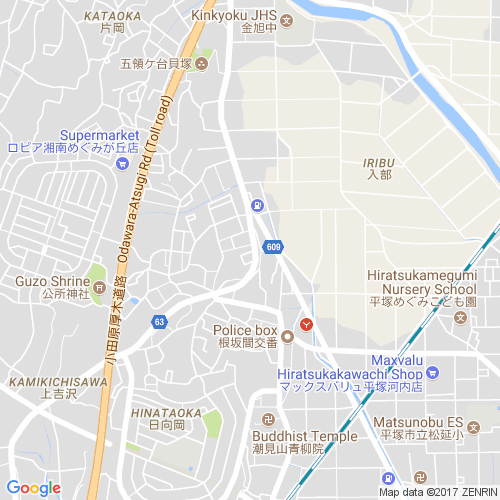 KATAOKA
片岡
Kinkyoku JHS
金旭中
五領ケ台貝塚
Supermarket
ロピア湘南めぐみが丘店
Odawara-Atsugi Rd (Toll road)
小田原厚木道路
IRIBU
入部
609
Guzo Shrine
公所神社
Hiratsukamegumi
Nursery School
平塚めぐみこども園
63
Police box
根坂間交番
Maxvalu
Hiratsukakawachi Shop
マックスバリュ平塚河内店
KAMIKICHISAWA
上吉沢
HINATAOKA
日向岡
Buddhist Temple
潮見山青柳院
Matsunobu ES
平塚市立松延小
Google
Map data ©2017 ZENRIN